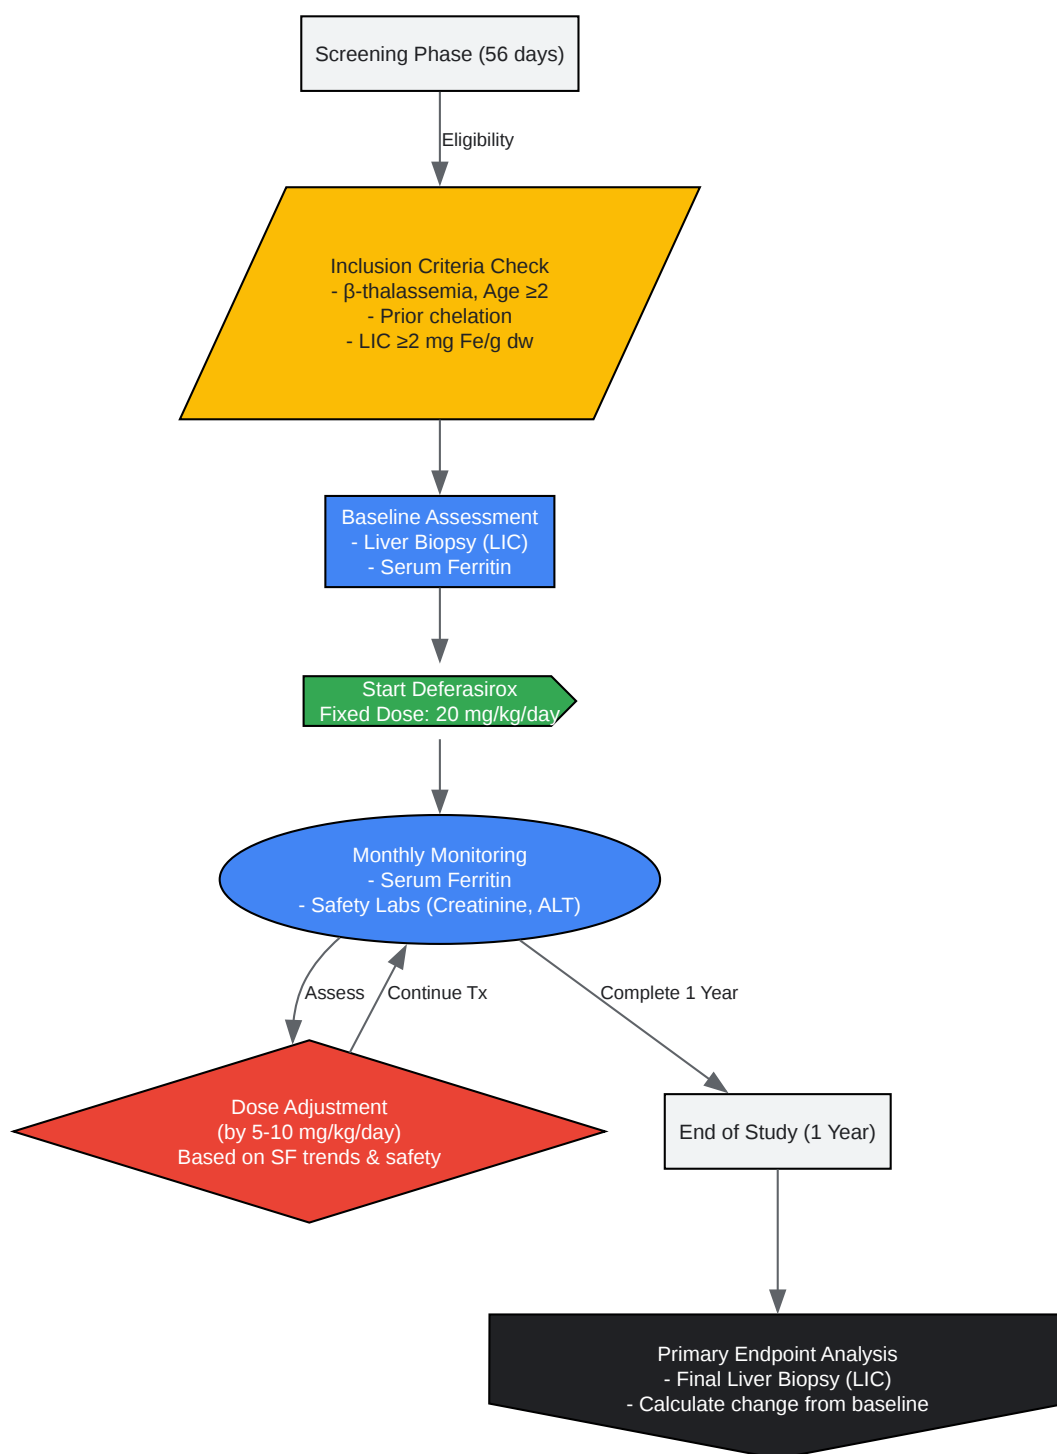 Screening Phase (56 days)
Eligibility
Inclusion Criteria Check
- β-thalassemia, Age ≥2
- Prior chelation
- LIC ≥2 mg Fe/g dw
Baseline Assessment
- Liver Biopsy (LIC)
- Serum Ferritin
Start Deferasirox
Fixed Dose: 20 mg/kg/day
Monthly Monitoring
- Serum Ferritin
- Safety Labs (Creatinine, ALT)
Assess
Continue Tx
Complete 1 Year
Dose Adjustment
(by 5-10 mg/kg/day)
Based on SF trends & safety
End of Study (1 Year)
Primary Endpoint Analysis
- Final Liver Biopsy (LIC)
- Calculate change from baseline